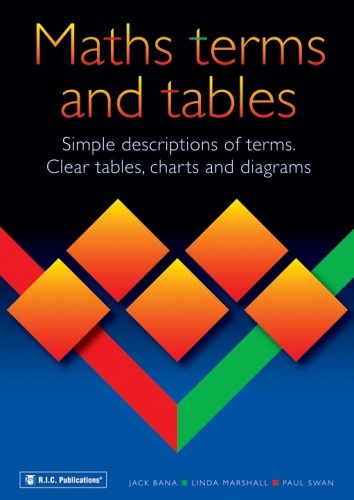 Maths terms
and tables
Simple descriptions of terms.
Clear tables, charts and diagrams
R.I.C. Publications®
JACK BANA ■ LINDA MARSHALL ■ PAUL SWAN